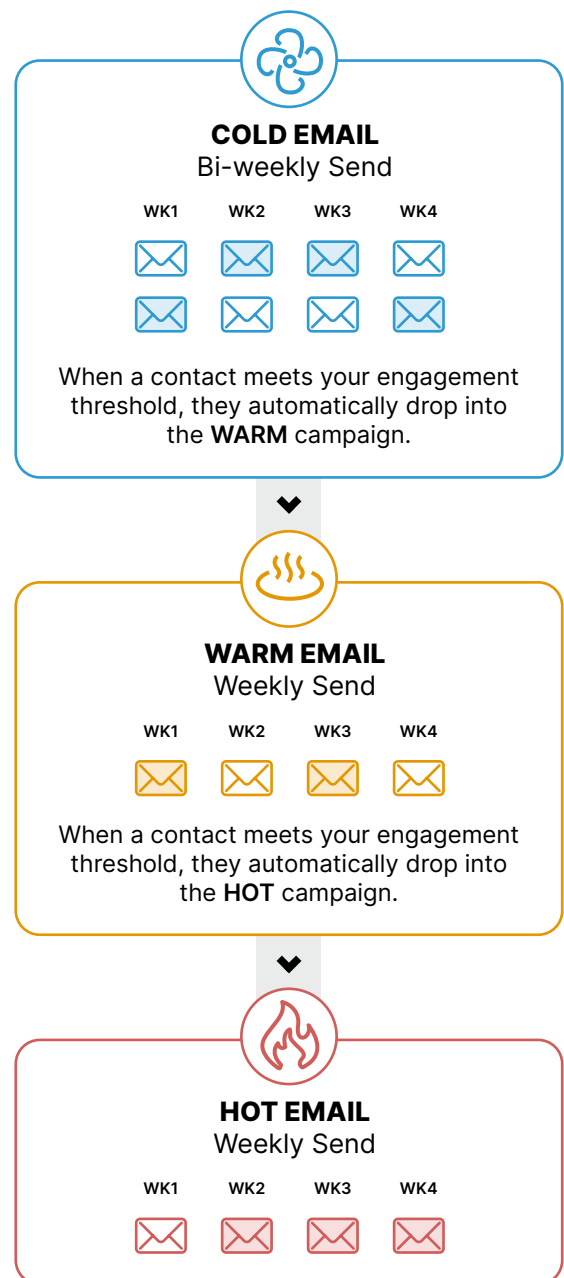 COLD EMAIL
Bi-weekly Send
WK1 WK2 WK3 WK4
When a contact meets your engagement
threshold, they automatically drop into
the WARM campaign.
WARM EMAIL
Weekly Send
WK1 WK2 WK3 WK4
When a contact meets your engagement
threshold, they automatically drop into
the HOT campaign.
HOT EMAIL
Weekly Send
WK1 WK2 WK3 WK4